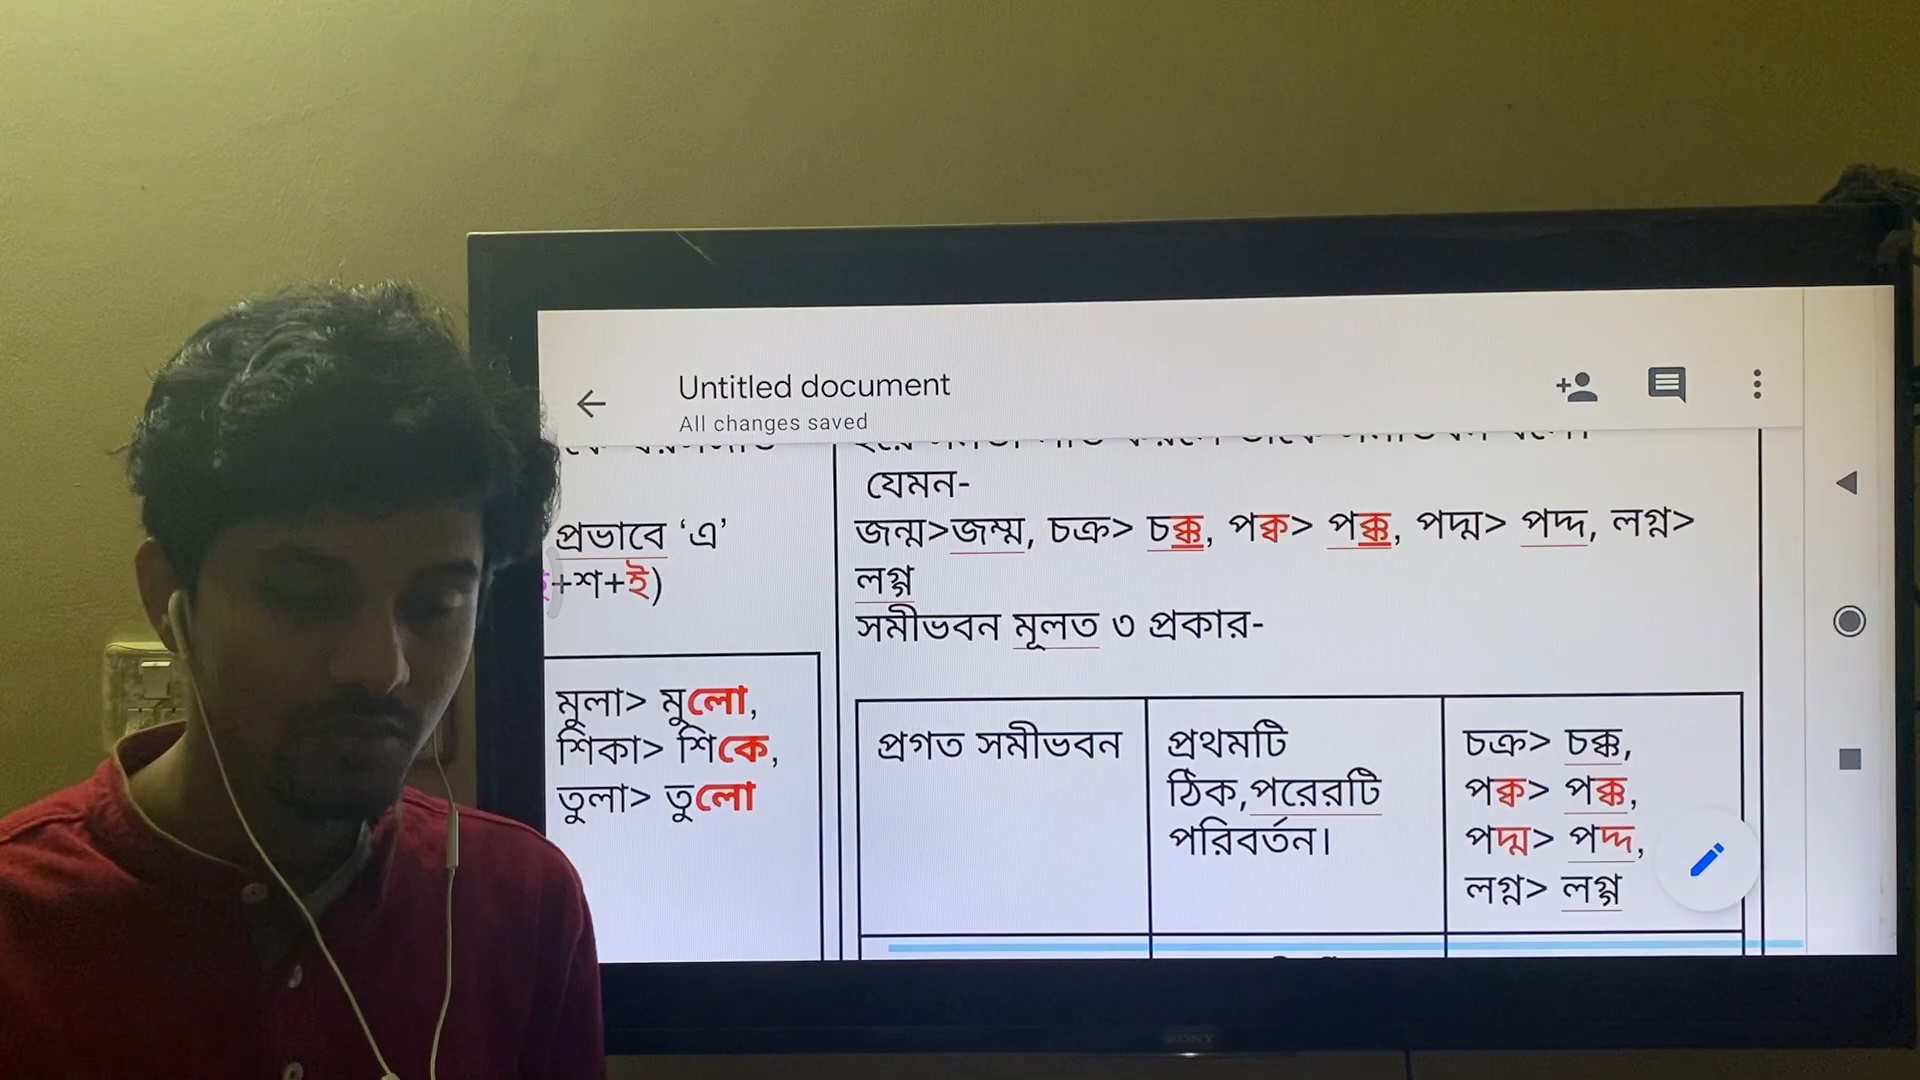 Untitled document
All changes saved
প্রভাবে ‘এ’
+শ+ই)
মুলা> মুলো,
শিকা> শিকে,
তুলা> তুলো
যেমন-
জন্ম>জম্ম, চক্র> চক্ক, পক্ব> পক্ক, পদ্ম> পদ্দ, লগ্ন>
লগ্গ
সমীভবন মূলত ৩ প্রকার-
প্রগত সমীভবন
প্রথমটি
ঠিক,পরেরটি
পরিবর্তন।
চক্র> চক্ক,
পক্ব> পক্ক,
পদ্ম> পদ্দ,
লগ্ন> লগ্গ
SONY